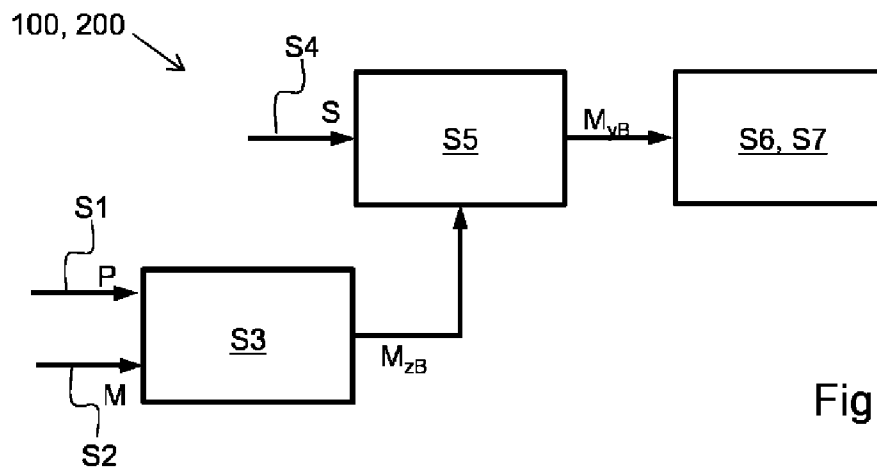 100, 200
S4
S
S5
M_vB
S6, S7
S1
P
S3
M_zB
M
S2
Fig